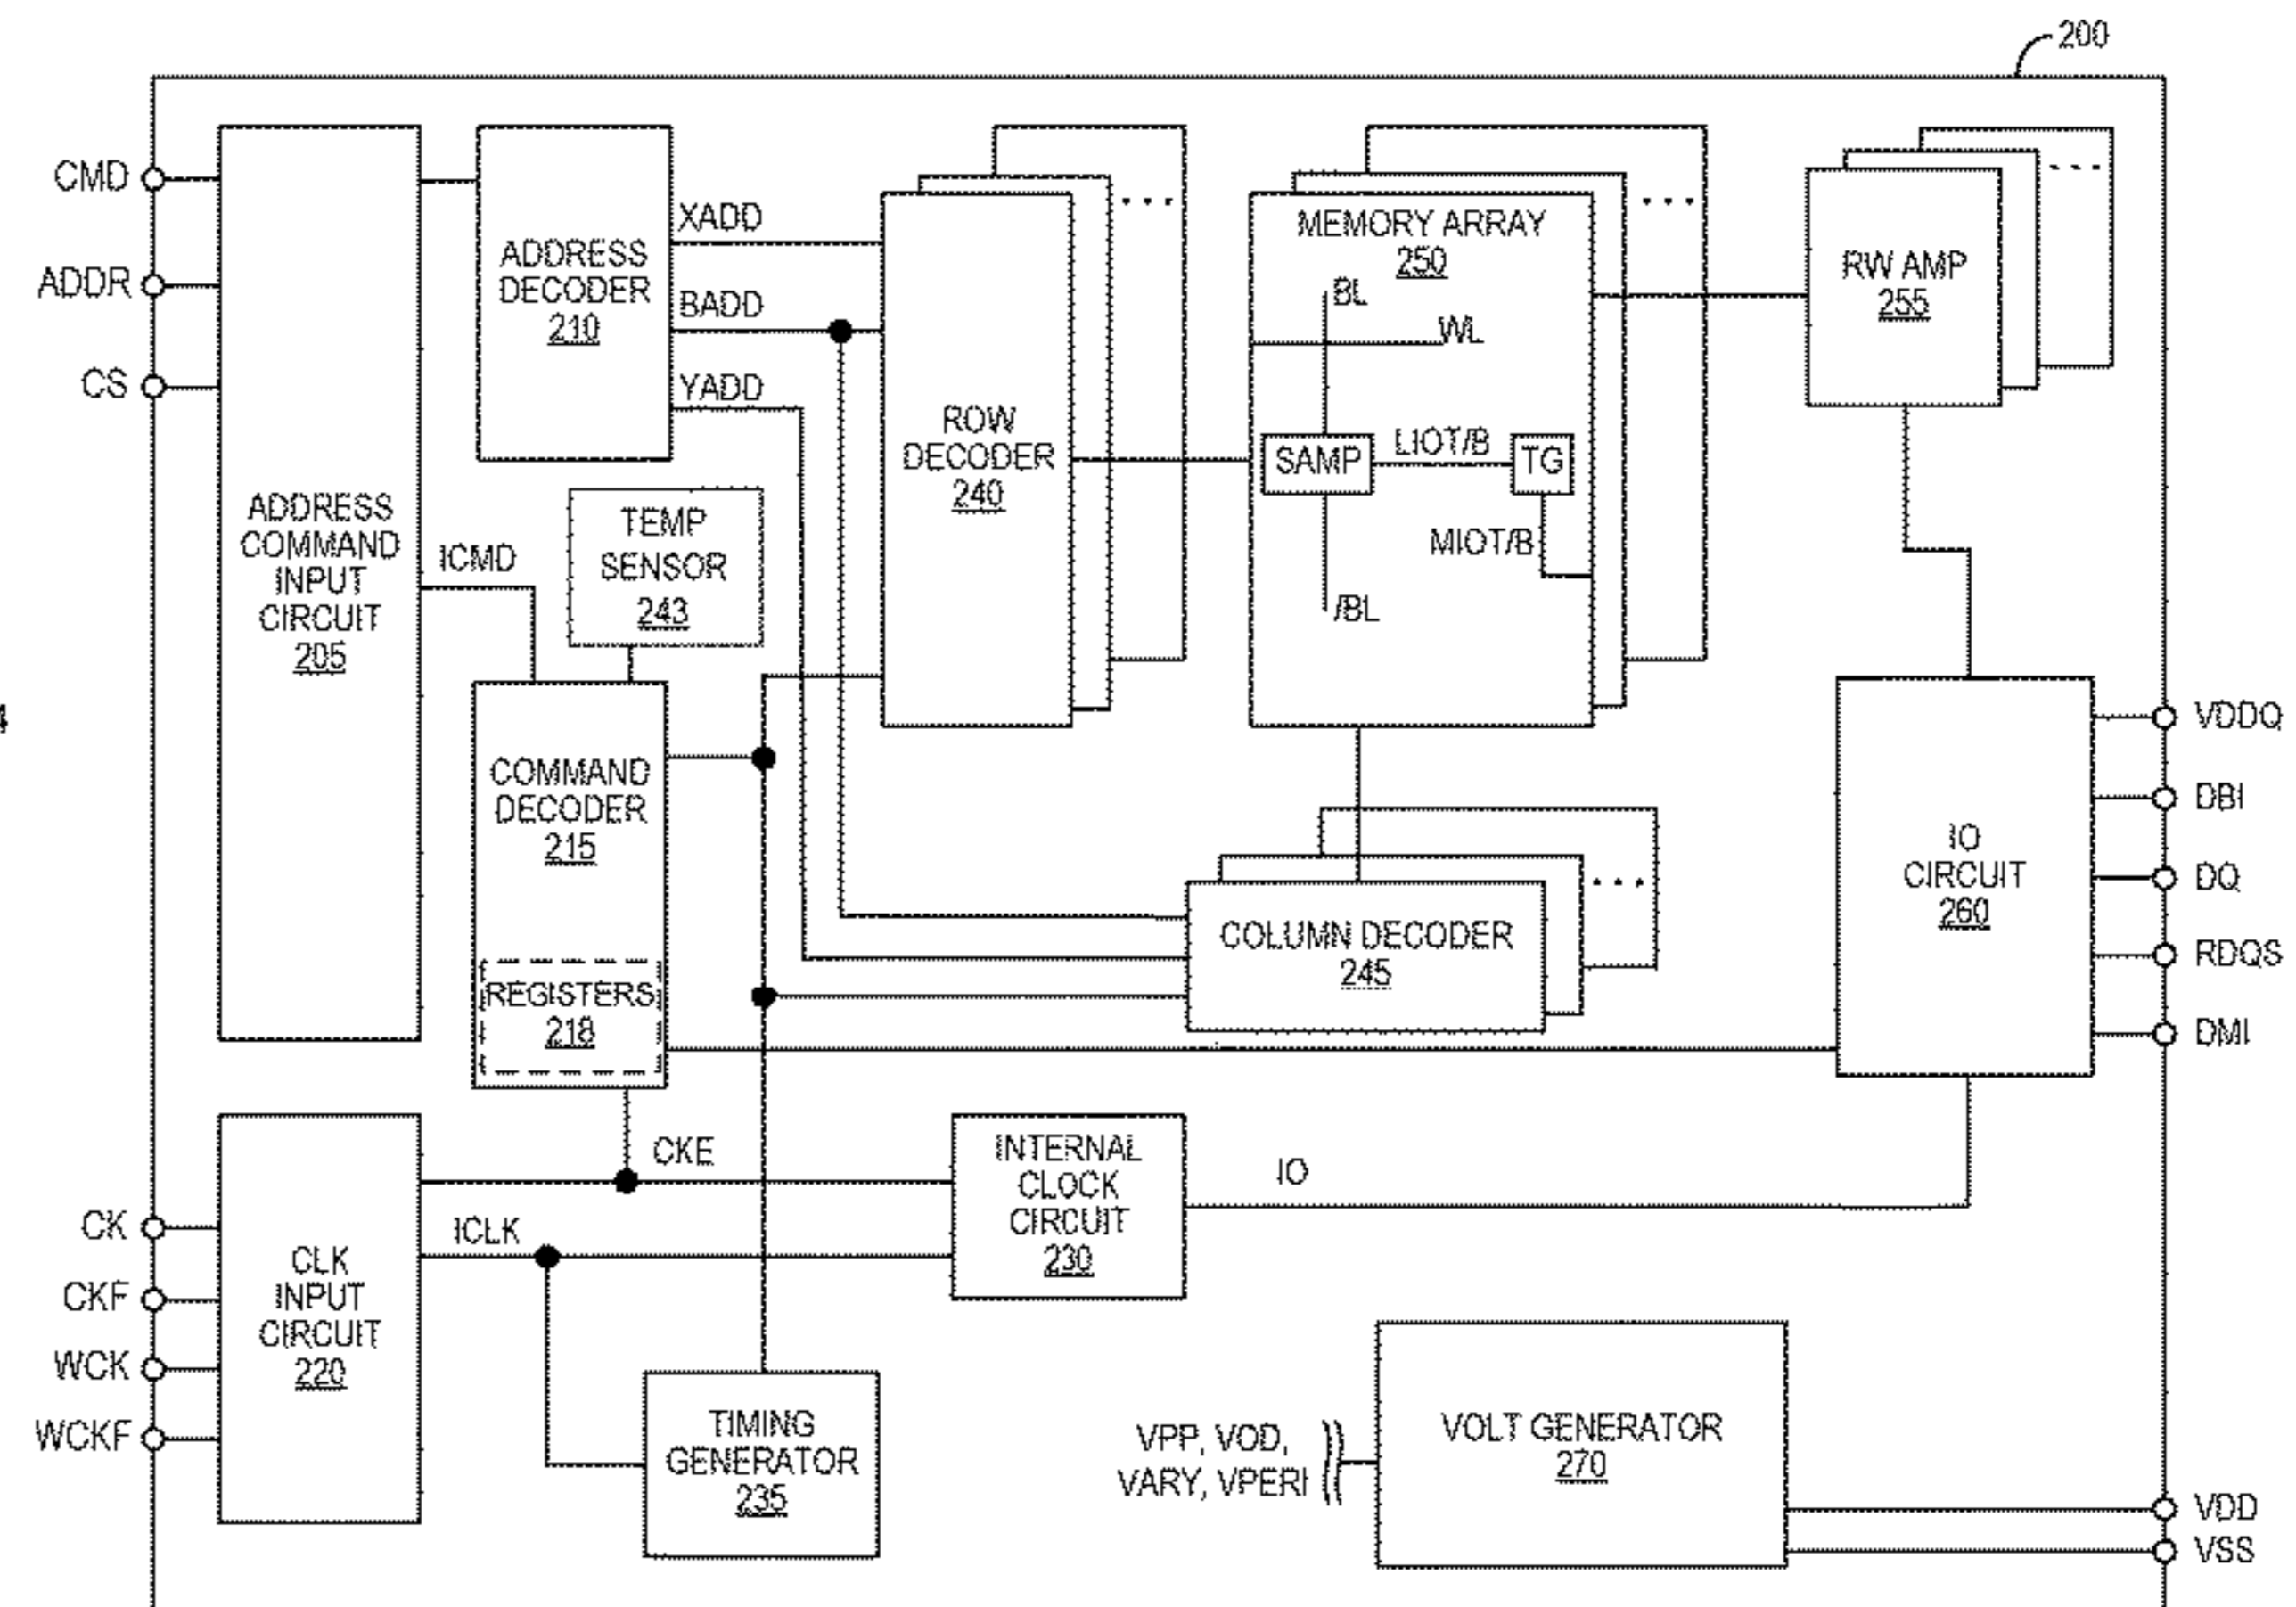 200
CMD
ADDR
CS
ADDRESS
COMMAND
INPUT
CIRCUIT
205
ADDRESS
DECODER
210
XADD
BADD
YADD
ICMD
TEMP
SENSOR
243
ROW
DECODER
240
...
MEMORY ARRAY
250
BL
WL
SAMP
LIOT/B
TG
MIOT/B
/BL
...
RW AMP
255
...
COMMAND
DECODER
215
REGISTERS
218
COLUMN DECODER
245
...
IO
CIRCUIT
260
VDDQ
DBI
DQ
RDQS
DMI
4
CK
CKF
WCK
WCKF
CLK
INPUT
CIRCUIT
220
CKE
ICLK
INTERNAL
CLOCK
CIRCUIT
230
IO
TIMING
GENERATOR
235
VPP, VOD,
VARY, VPERI
VOLT GENERATOR
270
VDD
VSS